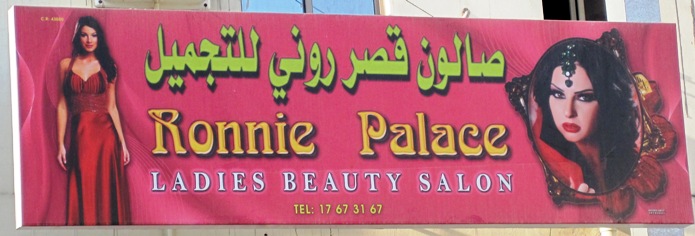 صالون قصر روني للتجميل
Ronnie Palace
LADIES BEAUTY SALON
TEL: 17 67 31 67